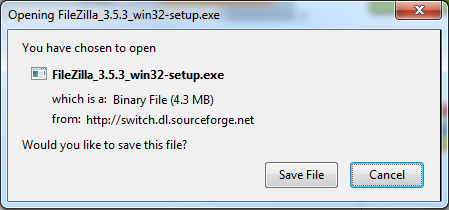 Opening FileZilla_3.5.3_win32-setup.exe
You have chosen to open
FileZilla_3.5.3_win32-setup.exe
which is a: Binary File (4.3 MB)
from: http://switch.dl.sourceforge.net
Would you like to save this file?
Save File Cancel